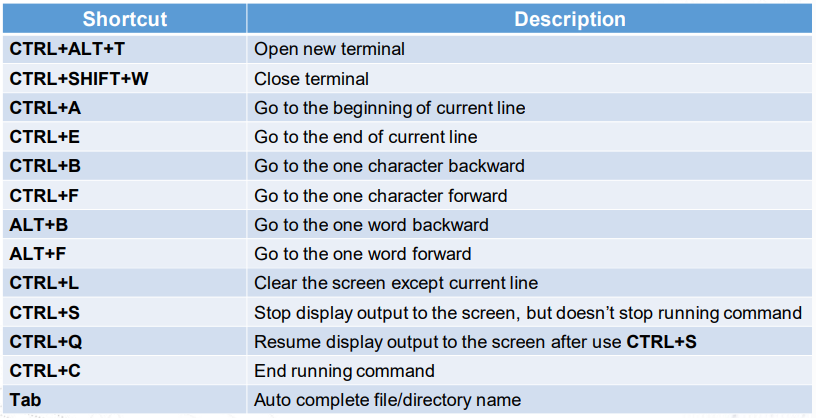 Shortcut Description
CTRL+ALT+T Open new terminal
CTRL+SHIFT+W Close terminal
CTRL+A Go to the beginning of current line
CTRL+E Go to the end of current line
CTRL+B Go to the one character backward
CTRL+F Go to the one character forward
ALT+B Go to the one word backward
ALT+F Go to the one word forward
CTRL+L Clear the screen except current line
CTRL+S Stop display output to the screen, but doesn’t stop running command
CTRL+Q Resume display output to the screen after use CTRL+S
CTRL+C End running command
Tab Auto complete file/directory name